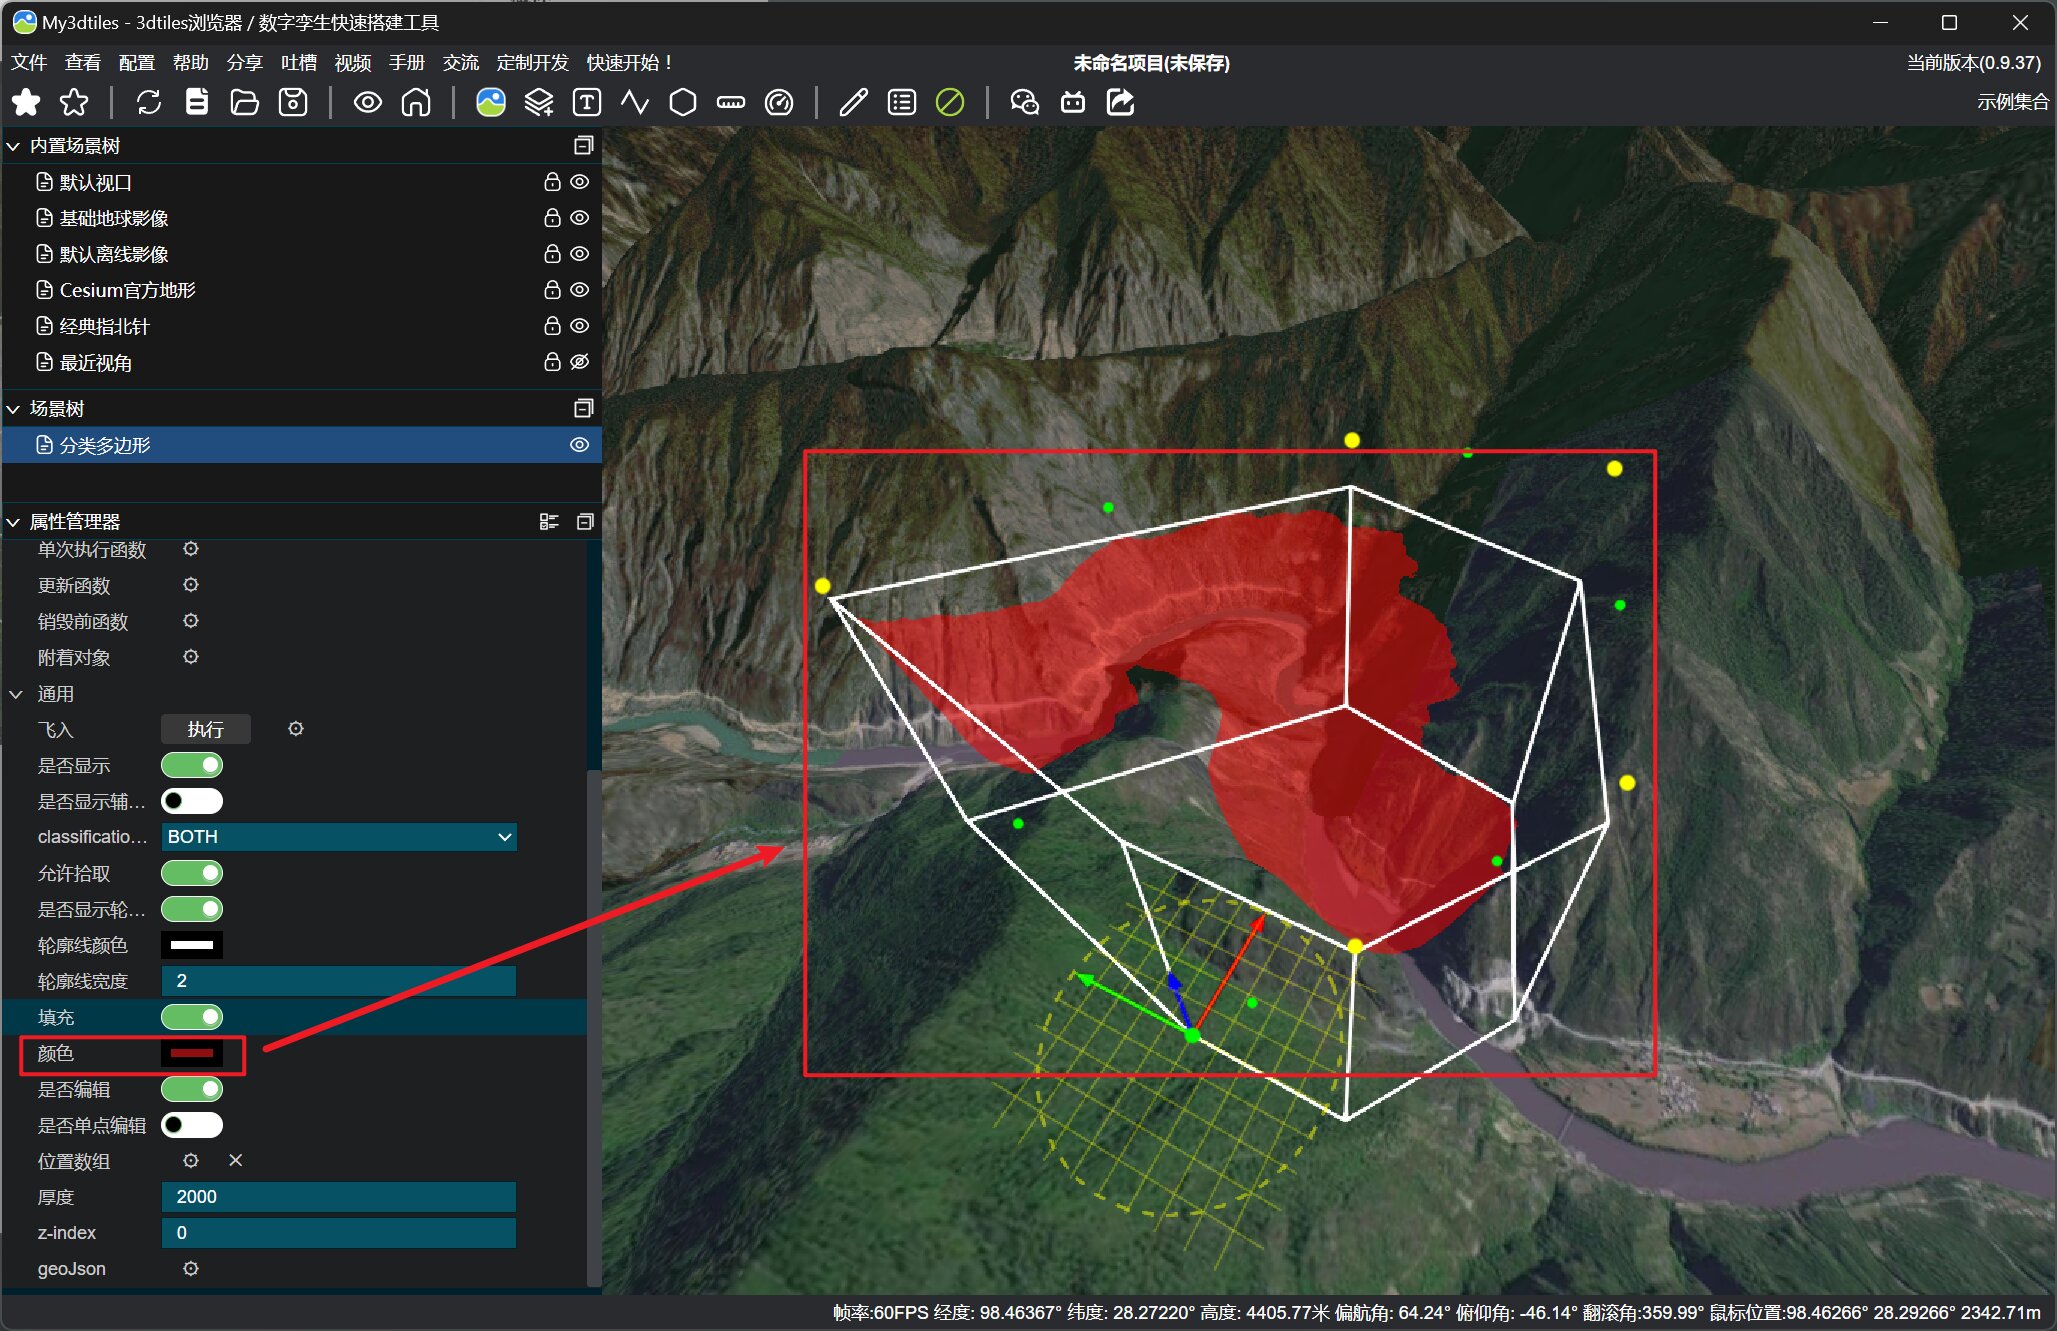 My3dtiles - 3dtiles浏览器 / 数字孪生快速搭建工具
文件 查看 配置 帮助 分享 吐槽 视频 手册 交流 定制开发 快速开始！ 未命名项目(未保存) 当前版本(0.9.37)
示例集合
内置场景树
默认视口
基础地球影像
默认离线影像
Cesium官方地形
经典指北针
最近视角
场景树
分类多边形
属性管理器
单次执行函数
更新函数
销毁前函数
附着对象
通用
飞入 执行
是否显示
是否显示辅...
classificatio... BOTH
允许拾取
是否显示轮...
轮廓线颜色
轮廓线宽度 2
填充
颜色
是否编辑
是否单点编辑
位置数组
厚度 2000
z-index 0
geoJson
帧率:60FPS 经度: 98.46367° 纬度: 28.27220° 高度: 4405.77米 偏航角: 64.24° 俯仰角: -46.14° 翻滚角:359.99° 鼠标位置:98.46266° 28.29266° 2342.71m